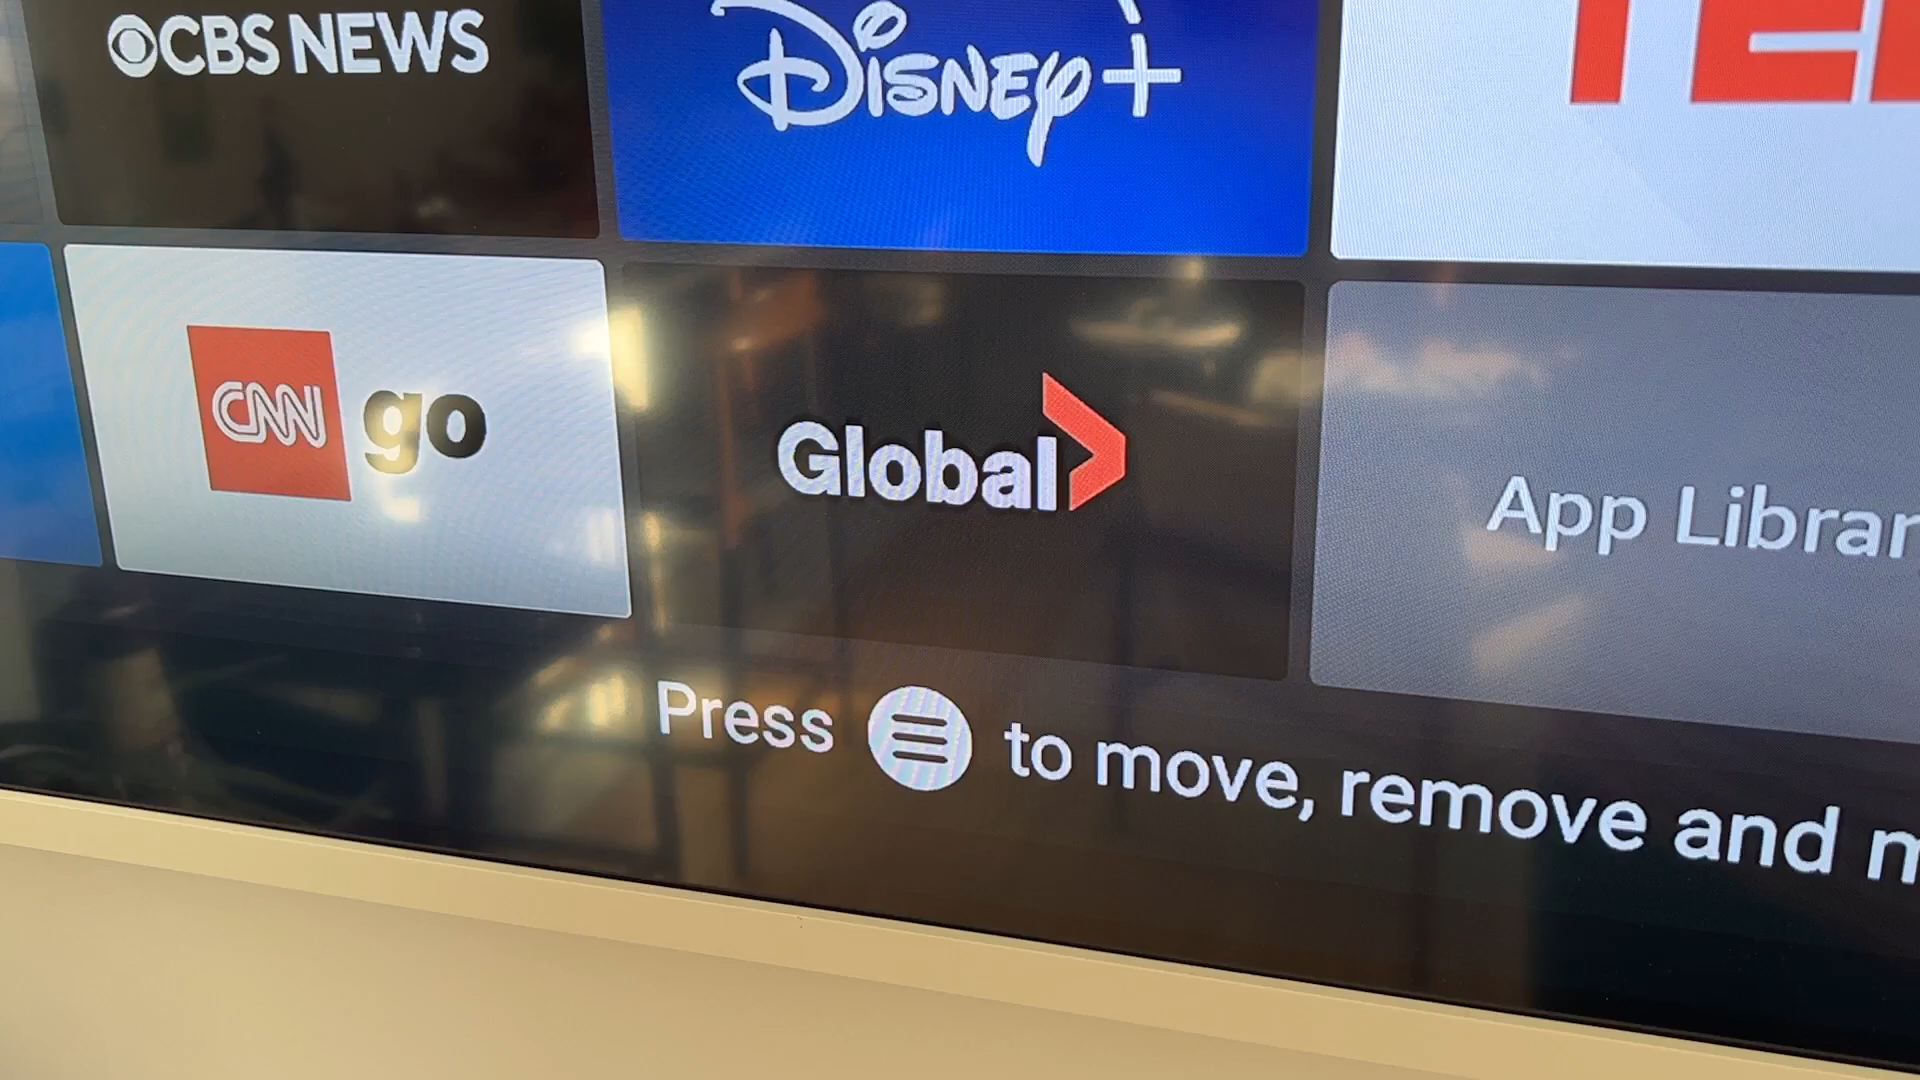 CBS NEWS
Disney+
CNN go
Global
App Librar
Press to move, remove and m